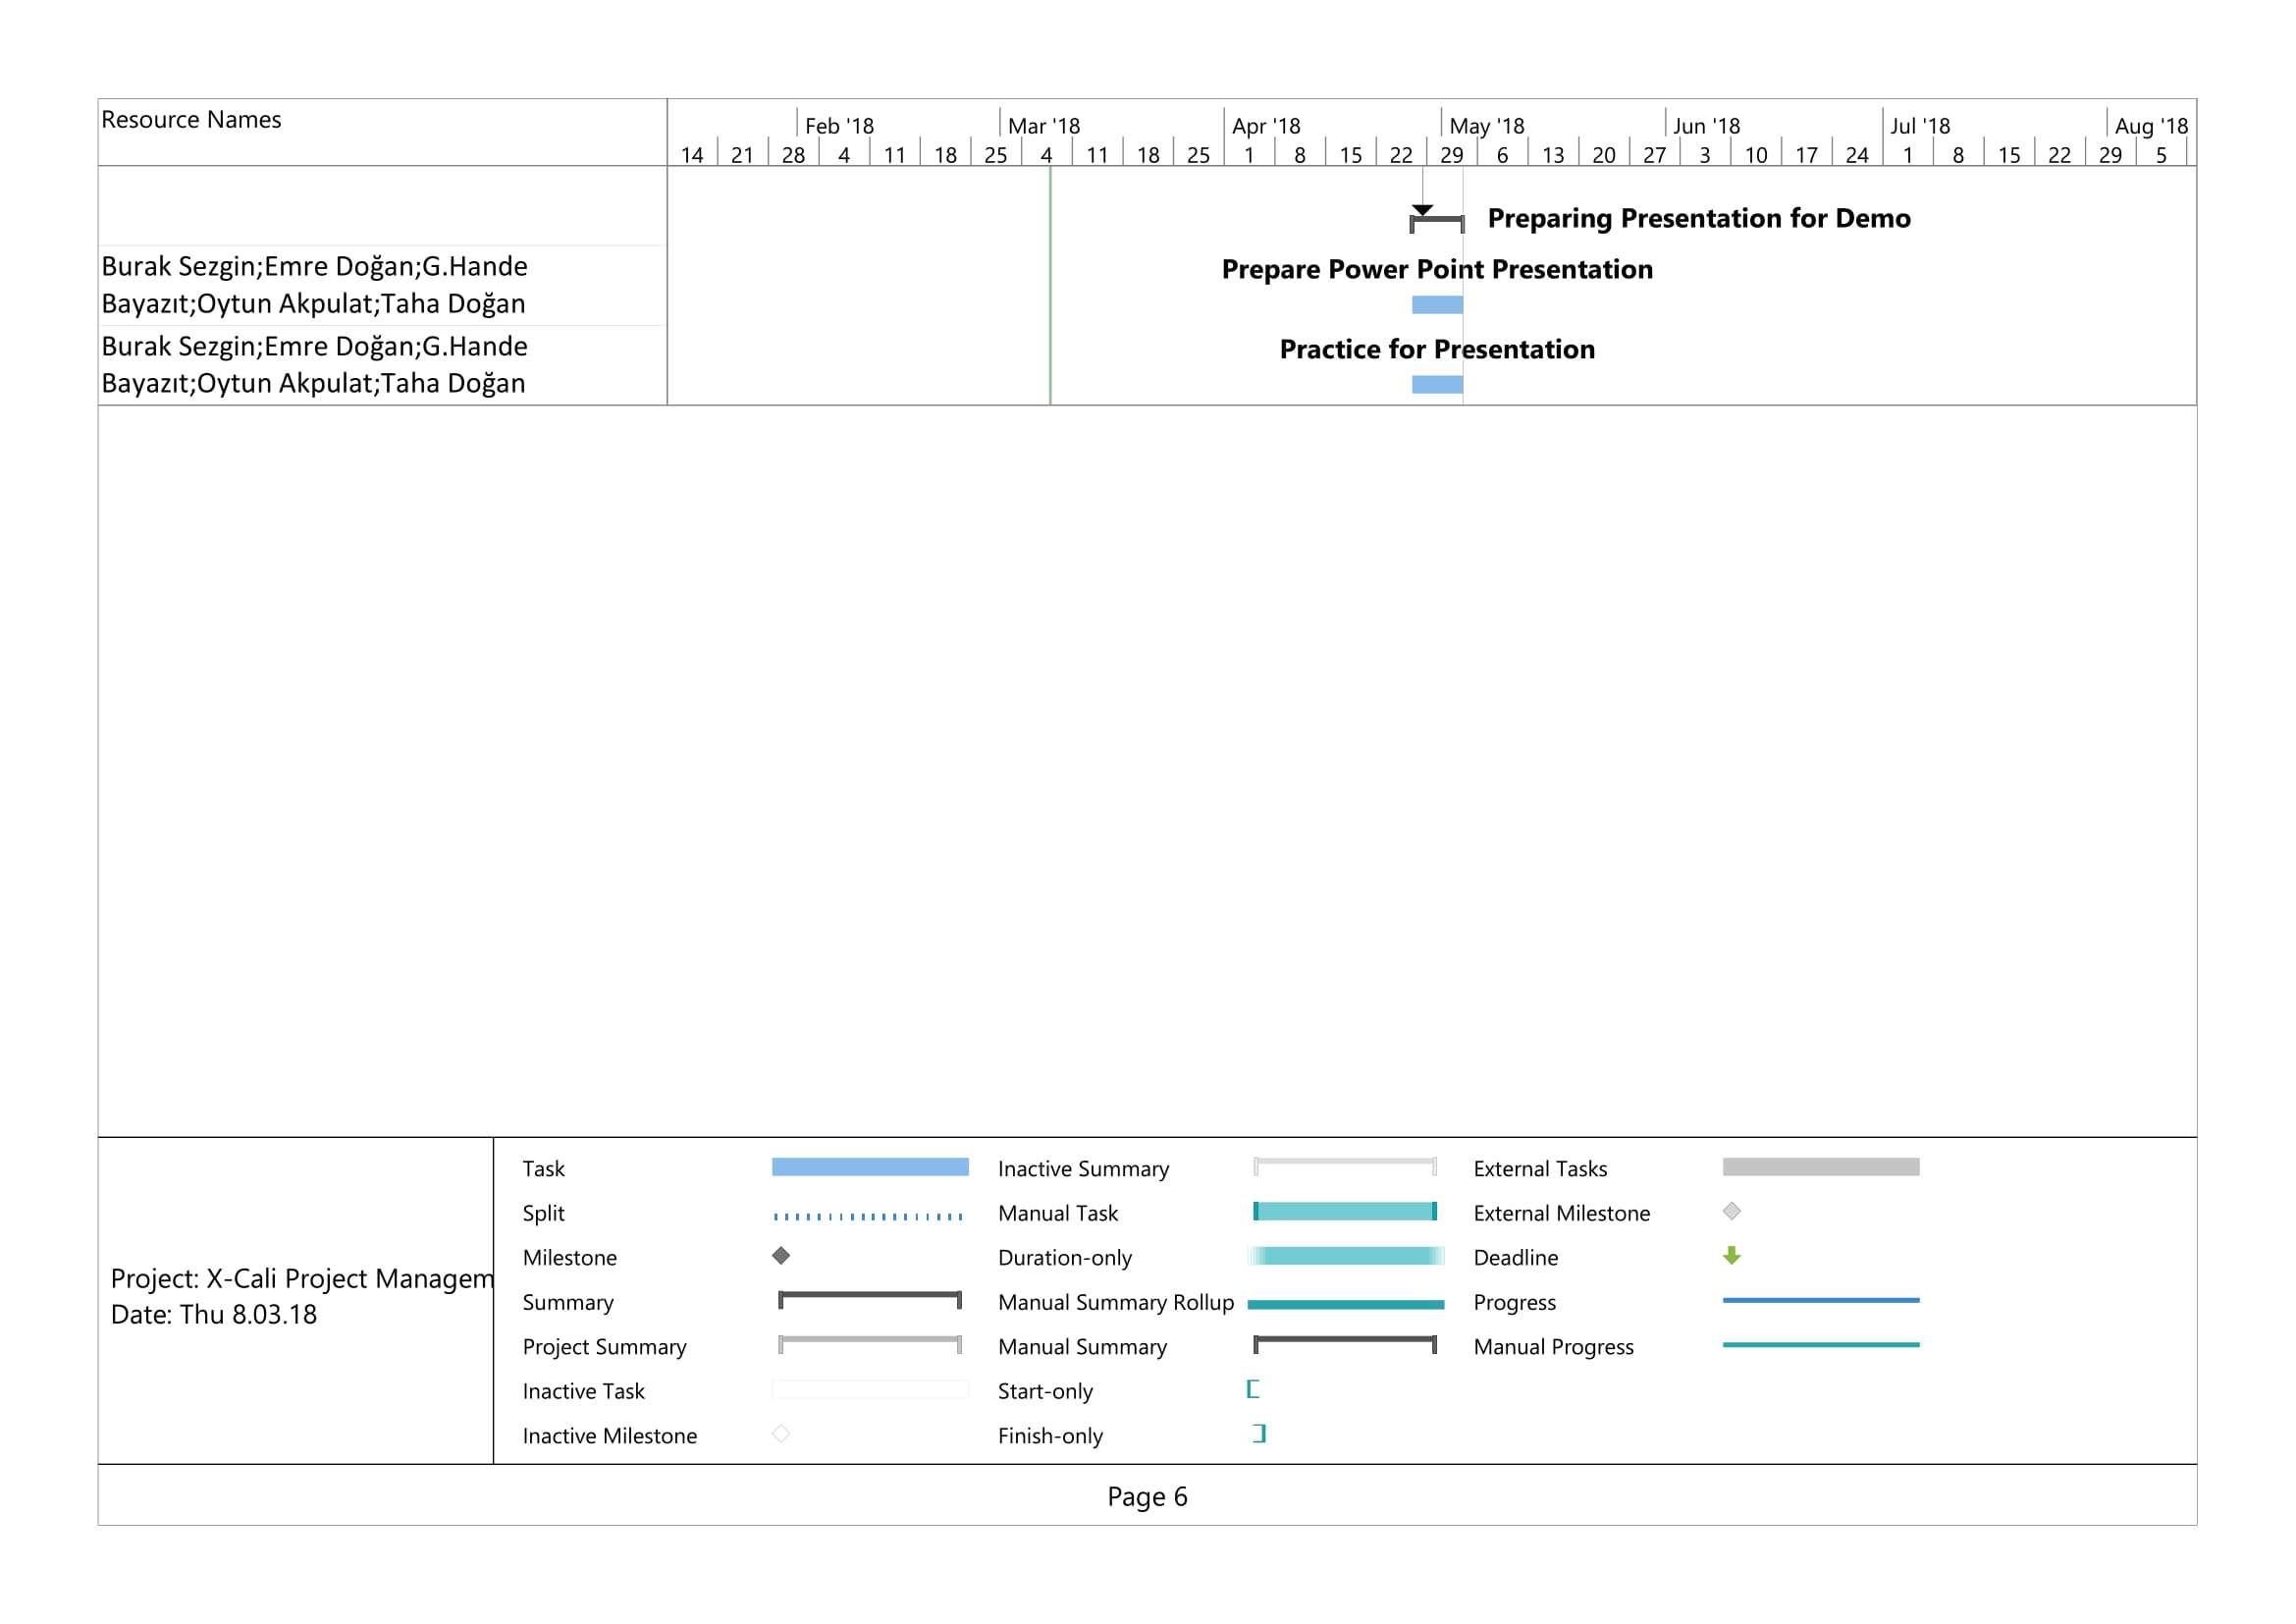 Resource Names
Feb '18 Mar '18 Apr '18 May '18 Jun '18 Jul '18 Aug '18
14 21 28 4 11 18 25 4 11 18 25 1 8 15 22 29 6 13 20 27 3 10 17 24 1 8 15 22 29 5
Preparing Presentation for Demo
Burak Sezgin;Emre Doğan;G.Hande
Bayazıt;Oytun Akpulat;Taha Doğan
Prepare Power Point Presentation
Burak Sezgin;Emre Doğan;G.Hande
Bayazıt;Oytun Akpulat;Taha Doğan
Practice for Presentation
Project: X-Cali Project Managem
Date: Thu 8.03.18
Task
Split
Milestone
Summary
Project Summary
Inactive Task
Inactive Milestone
Inactive Summary
Manual Task
Duration-only
Manual Summary Rollup
Manual Summary
Start-only
Finish-only
External Tasks
External Milestone
Deadline
Progress
Manual Progress
Page 6